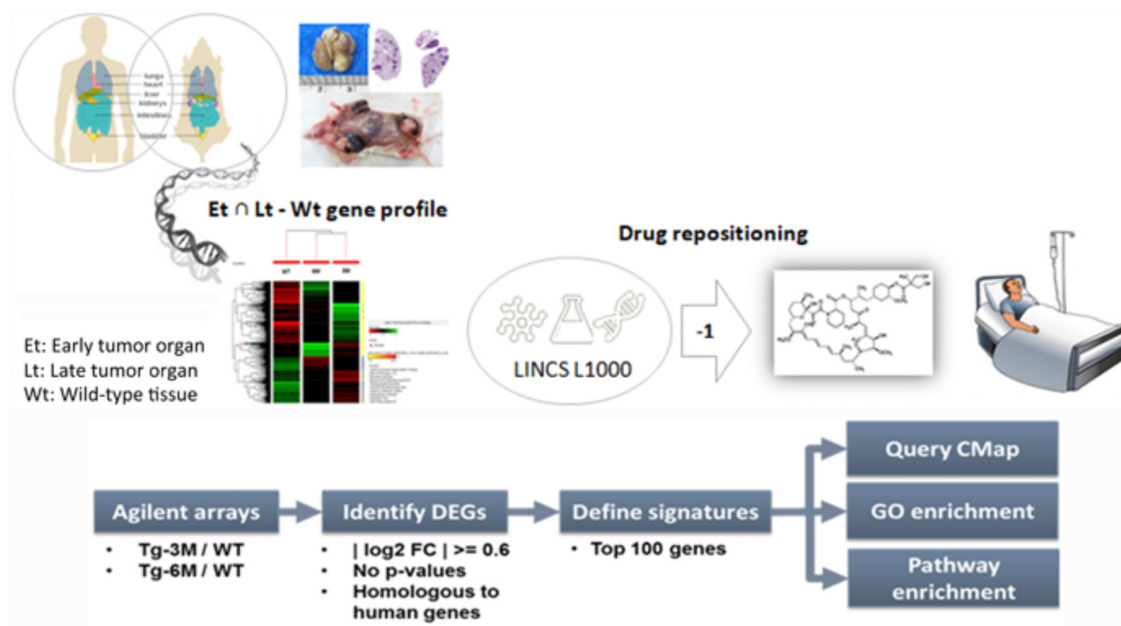 lungs
heart
liver
kidneys
intestines
bladder
2 3
Et ∩ Lt - Wt gene profile
WT
Et: Early tumor organ
Lt: Late tumor organ
Wt: Wild-type tissue
Drug repositioning
LINCS L1000
-1
Agilent arrays
• Tg-3M / WT
• Tg-6M / WT
Identify DEGs
• | log2 FC | >= 0.6
• No p-values
• Homologous to
human genes
Define signatures
• Top 100 genes
Query CMap
GO enrichment
Pathway
enrichment